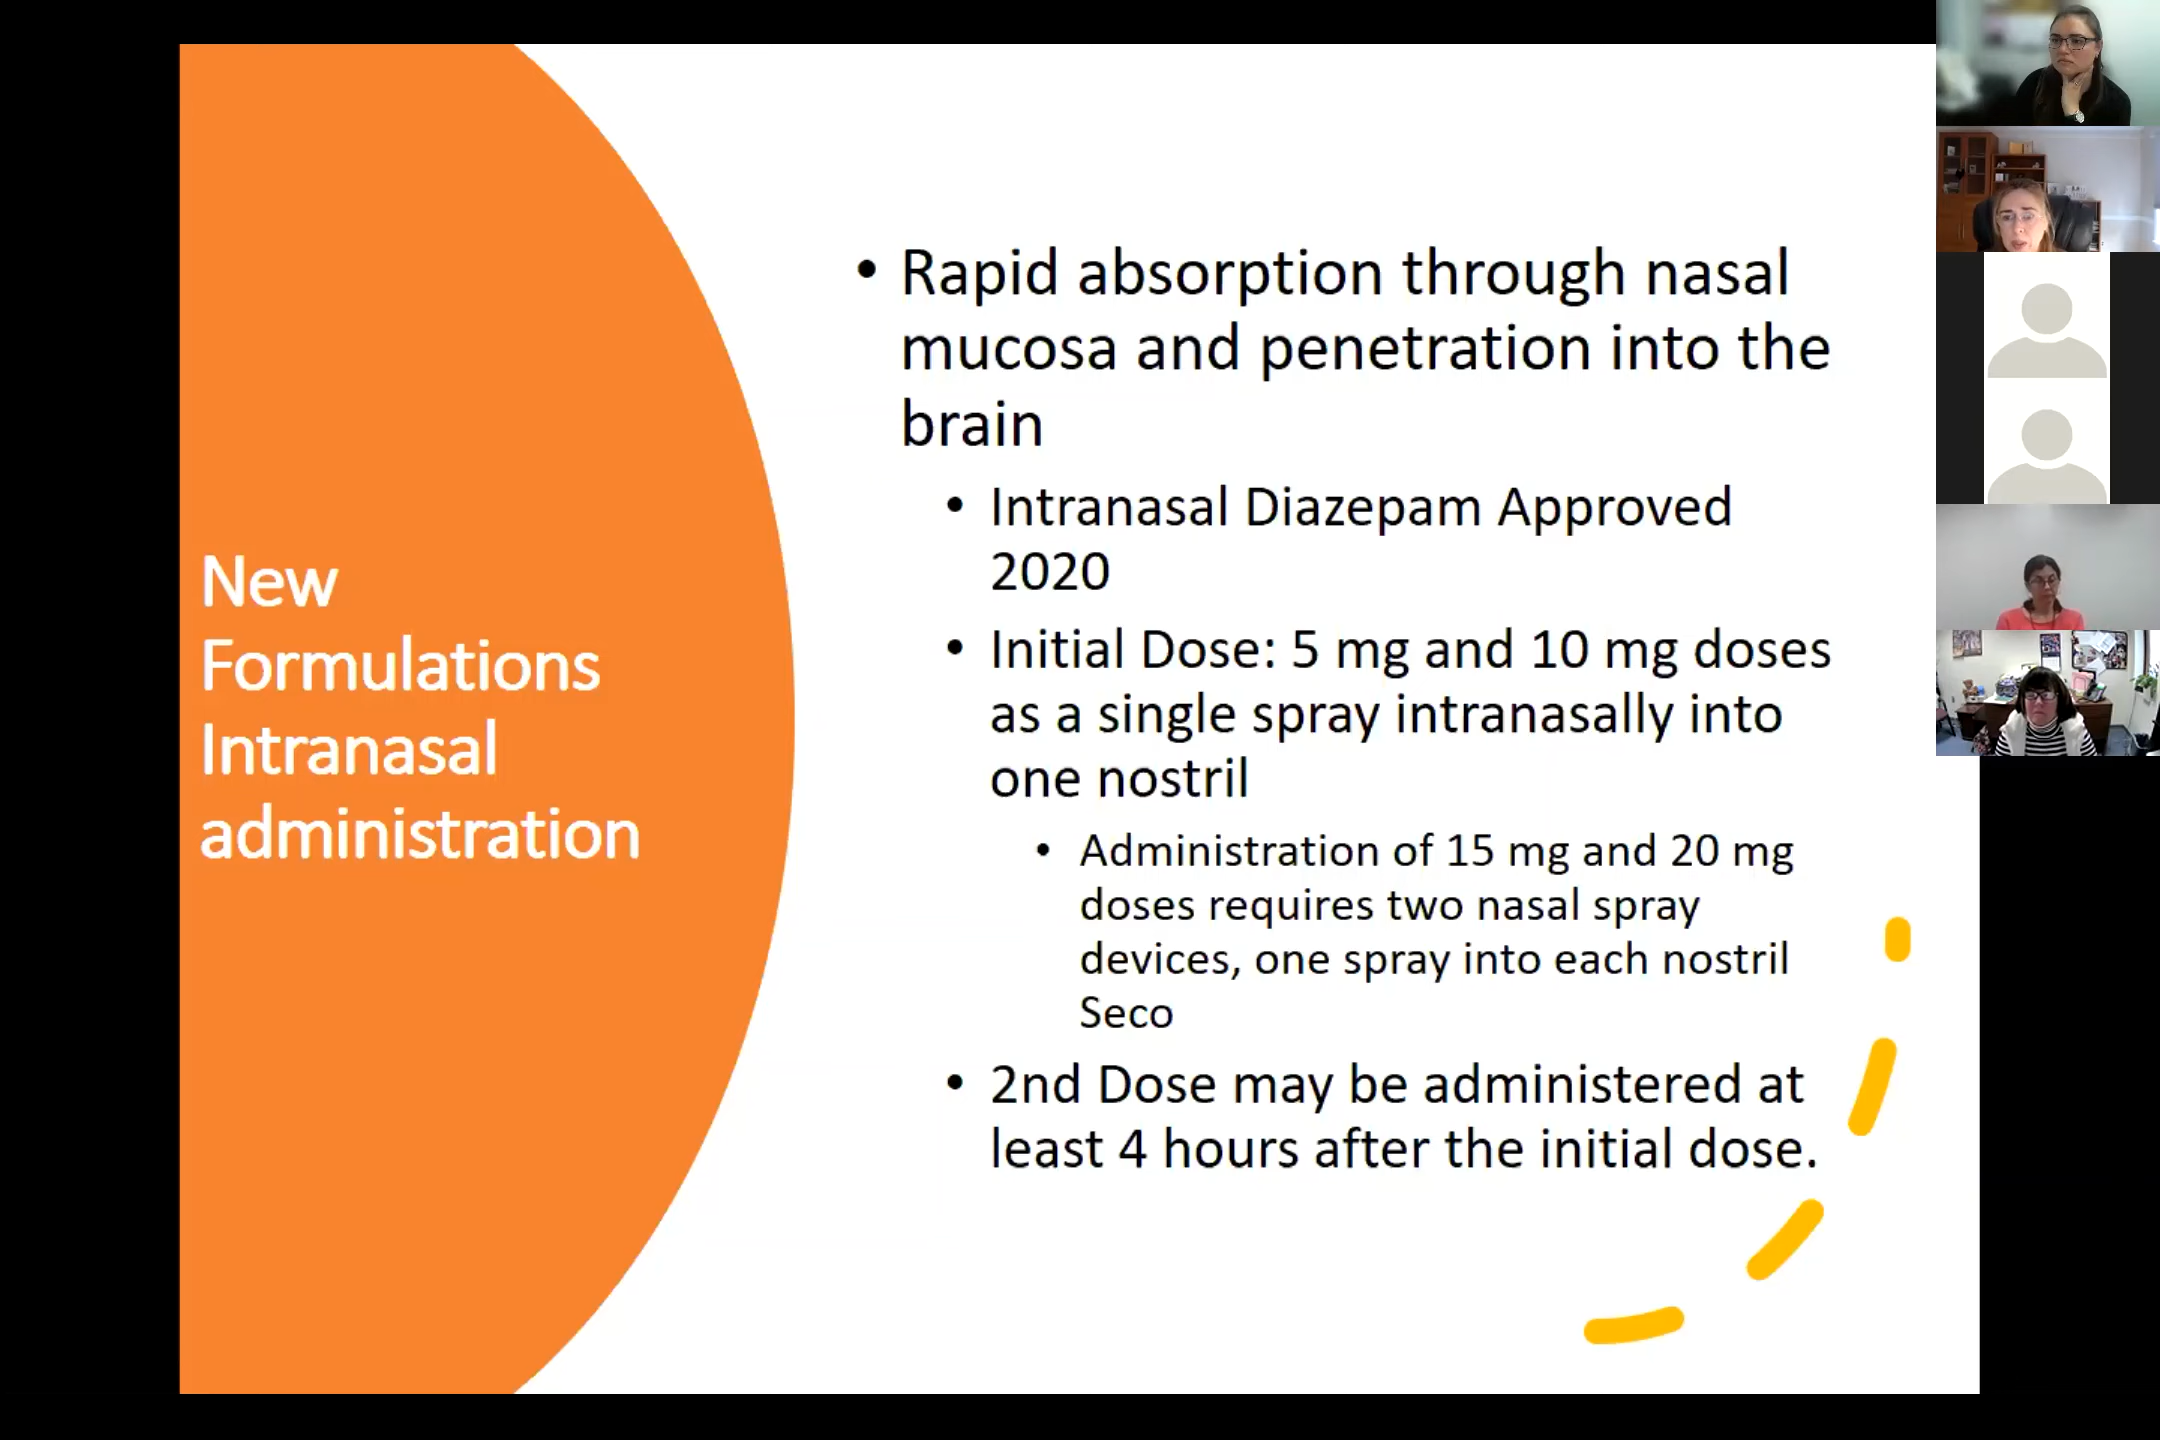 New
Formulations
Intranasal
administration
• Rapid absorption through nasal
mucosa and penetration into the
brain
• Intranasal Diazepam Approved
2020
• Initial Dose: 5 mg and 10 mg doses
as a single spray intranasally into
one nostril
• Administration of 15 mg and 20 mg
doses requires two nasal spray
devices, one spray into each nostril
Seco
• 2nd Dose may be administered at
least 4 hours after the initial dose.